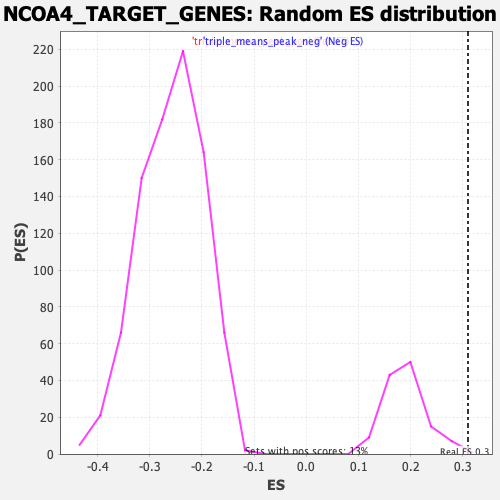 NCOA4_TARGET_GENES: Random ES distribution
'tr'triple_means_peak_neg' (Neg ES)
P(ES)
220
200
180
160
140
120
100
80
60
40
20
0
Sets with pos scores: 13%
Real ES 0.3
-0.4 -0.3 -0.2 -0.1 0.0 0.1 0.2 0.3
ES